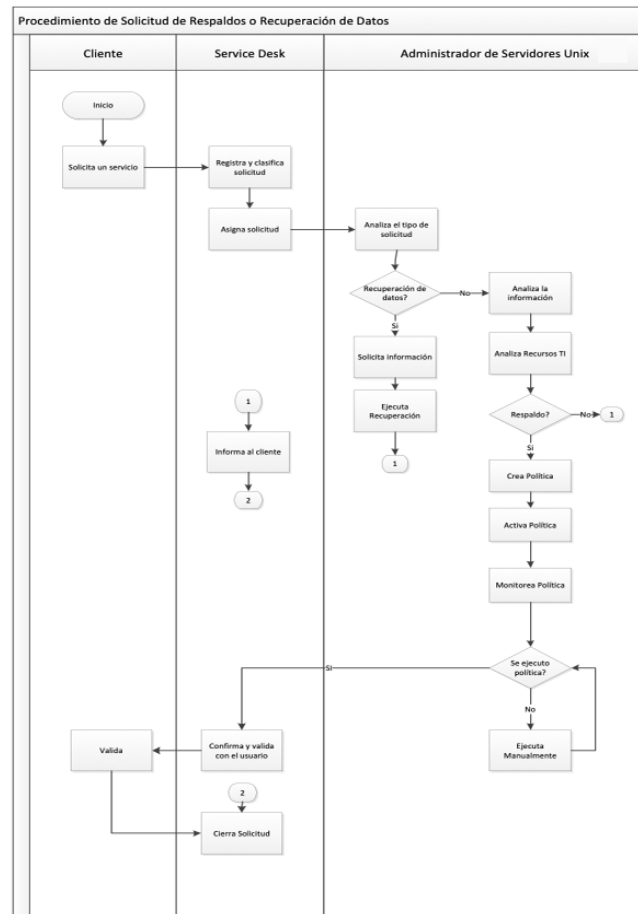 Procedimiento de Solicitud de Respaldos o Recuperación de Datos
Cliente
Service Desk
Administrador de Servidores Unix
Inicio
Solicita un servicio
Registra y clasifica
solicitud
Asigna solicitud
Analiza el tipo de
solicitud
Recuperación de
datos?
No
Analiza la
información
Si
Solicita información
Analiza Recursos TI
Ejecuta
Recuperación
1
Respaldo?
No
1
1
Informa al cliente
2
Si
Crea Política
Activa Política
Monitorea Política
Se ejecuto
política?
Si
No
Ejecuta
Manualmente
Confirma y valida
con el usuario
Valida
2
Cierra Solicitud